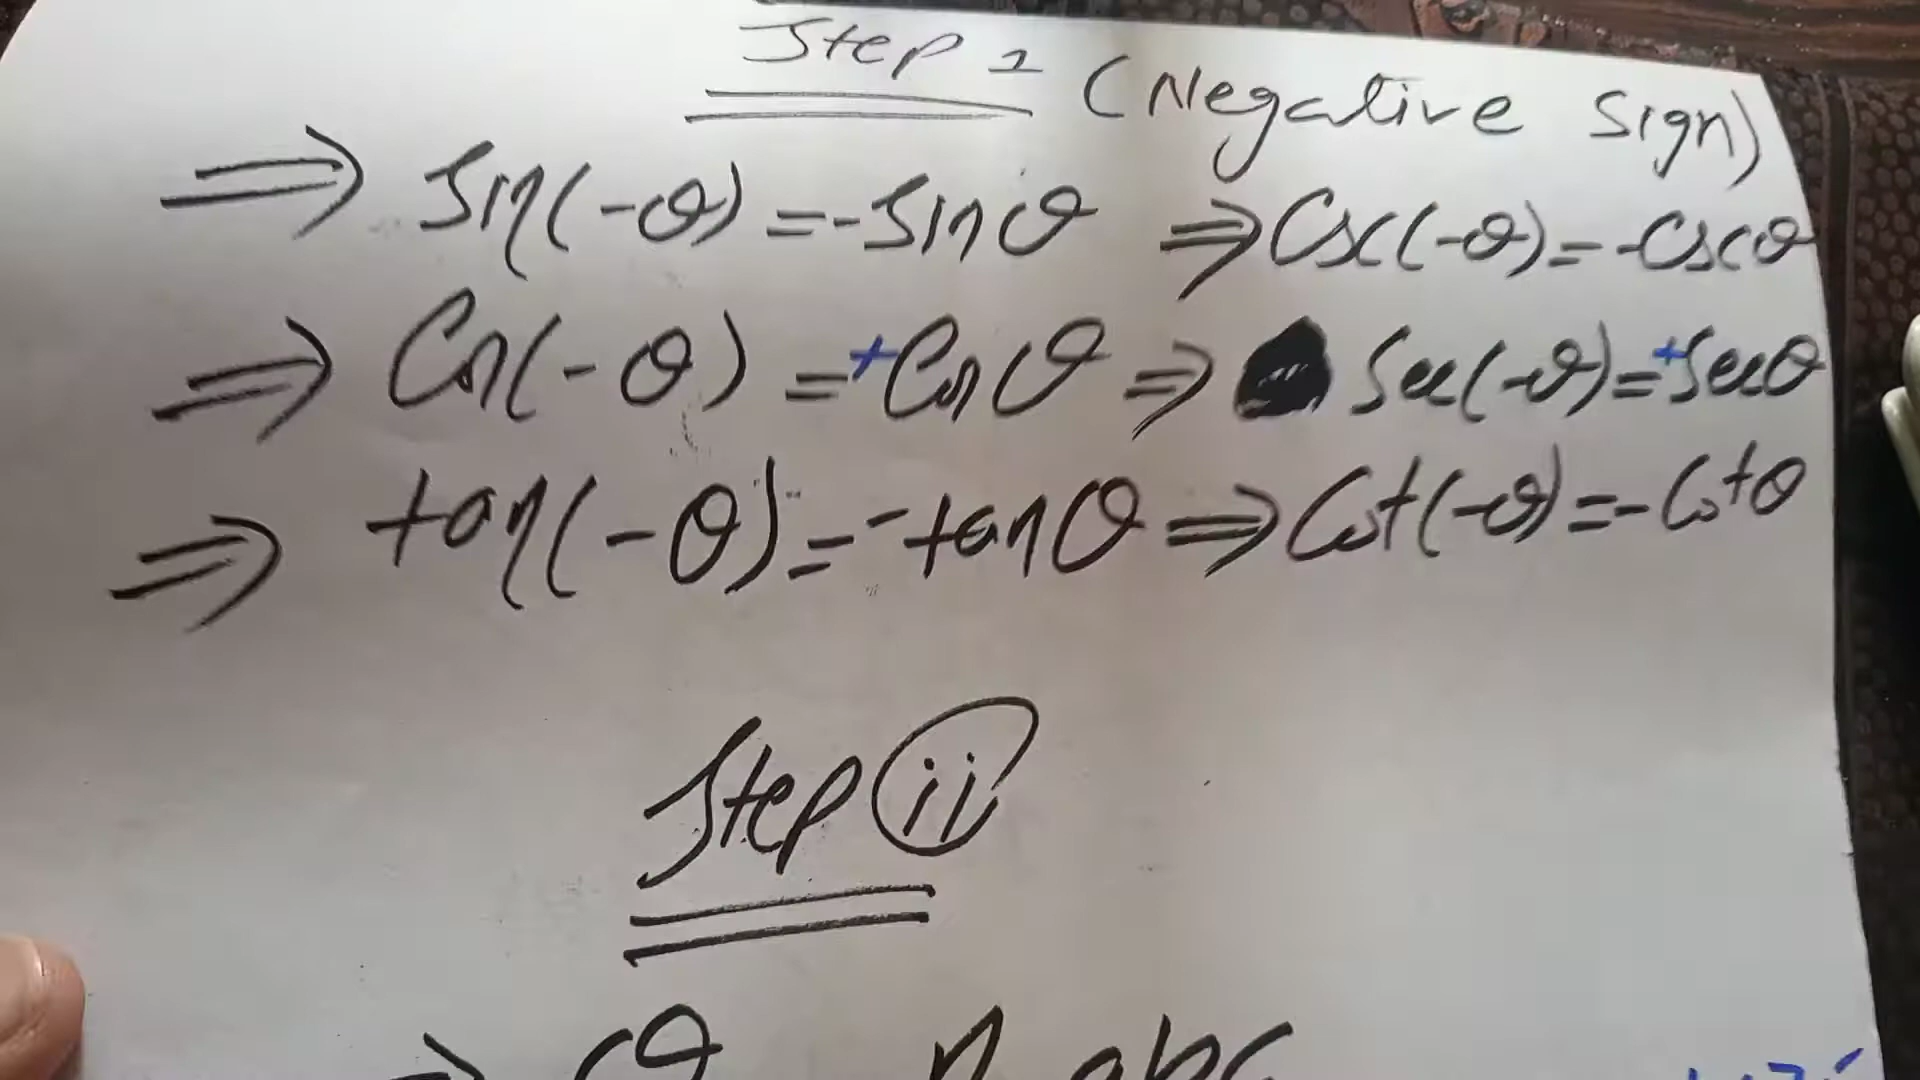 Step 1 (Negative Sign)
⇒ Sin(-θ) = -Sinθ ⇒ Csc(-θ) = -Cscθ
⇒ Cos(-θ) = +Cosθ ⇒ Sec(-θ) = +Secθ
⇒ tan(-θ) = -tanθ ⇒ Cot(-θ) = -Cotθ
Step ii